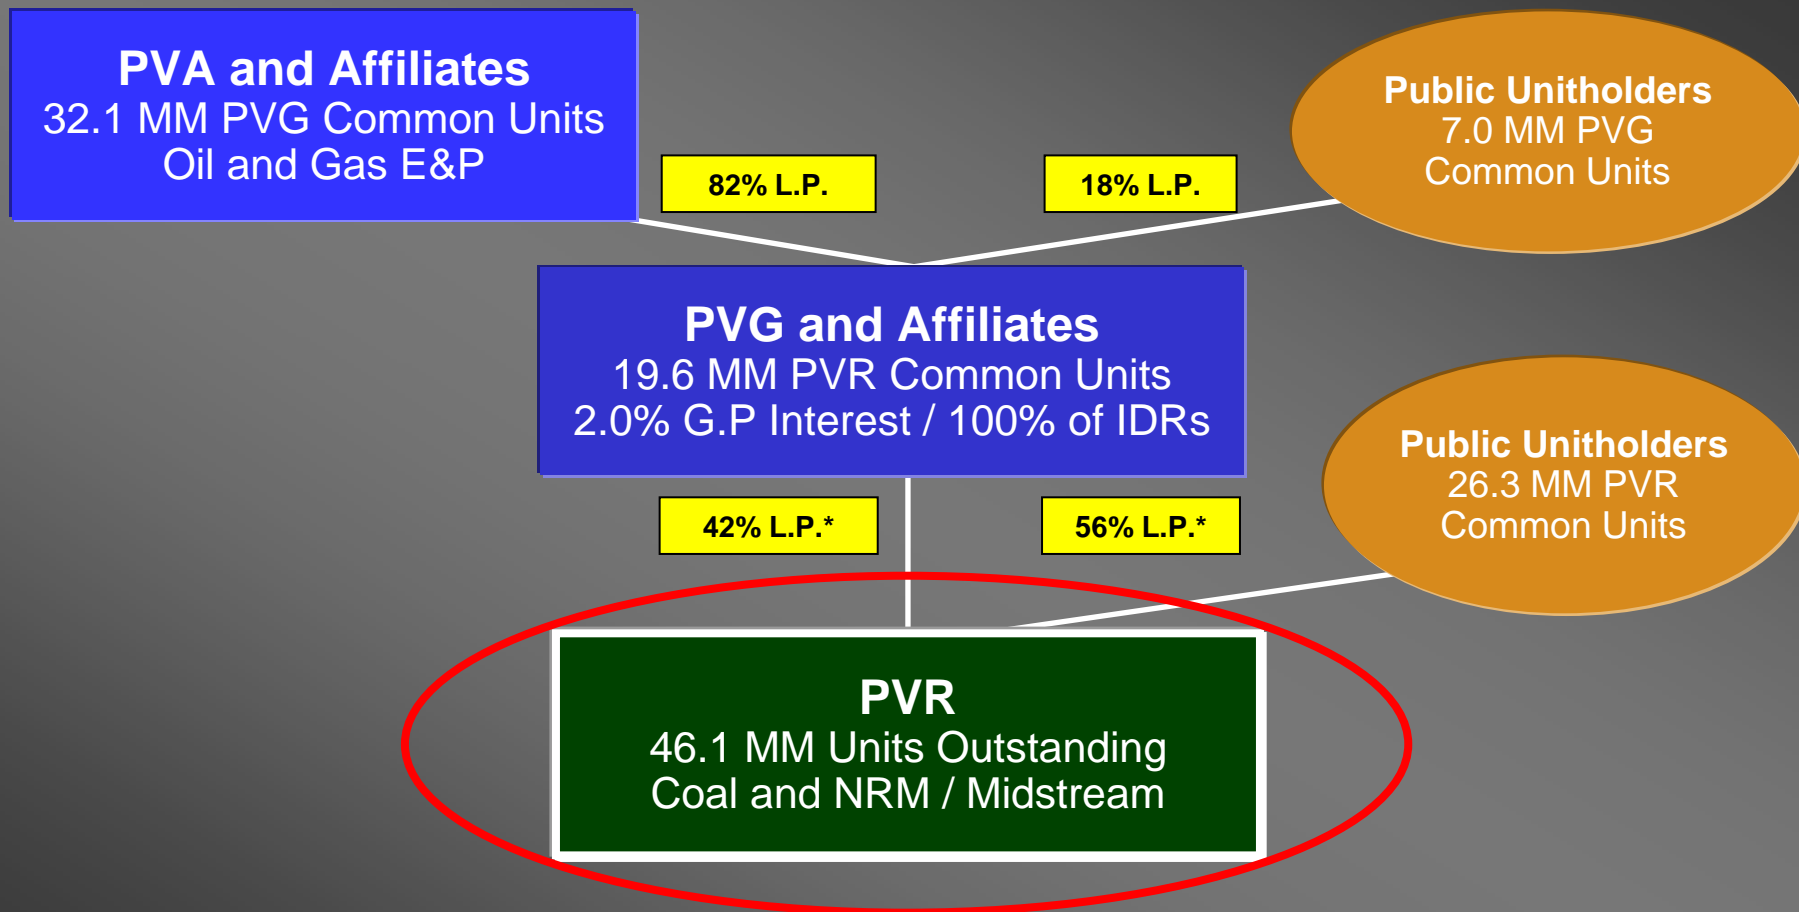 PVA and Affiliates
32.1 MM PVG Common Units
Oil and Gas E&P
Public Unitholders
7.0 MM PVG
Common Units
82% L.P.
18% L.P.
PVG and Affiliates
19.6 MM PVR Common Units
2.0% G.P Interest / 100% of IDRs
Public Unitholders
26.3 MM PVR
Common Units
42% L.P.*
56% L.P.*
PVR
46.1 MM Units Outstanding
Coal and NRM / Midstream